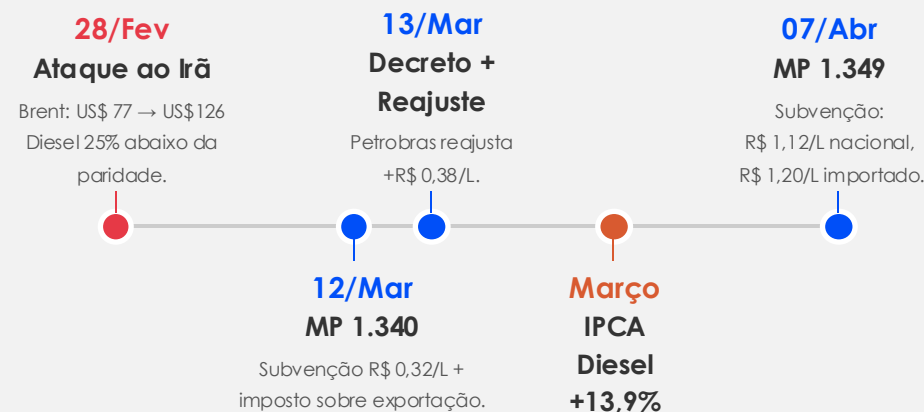 28/Fev
Ataque ao Irã
Brent: US$ 77 → US$126
Diesel 25% abaixo da
paridade.
12/Mar
MP 1.340
Subvenção R$ 0,32/L +
imposto sobre exportação.
13/Mar
Decreto +
Reajuste
Petrobras reajusta
+R$ 0,38/L.
Março
IPCA
Diesel
+13,9%
07/Abr
MP 1.349
Subvenção:
R$ 1,12/L nacional,
R$ 1,20/L importado.